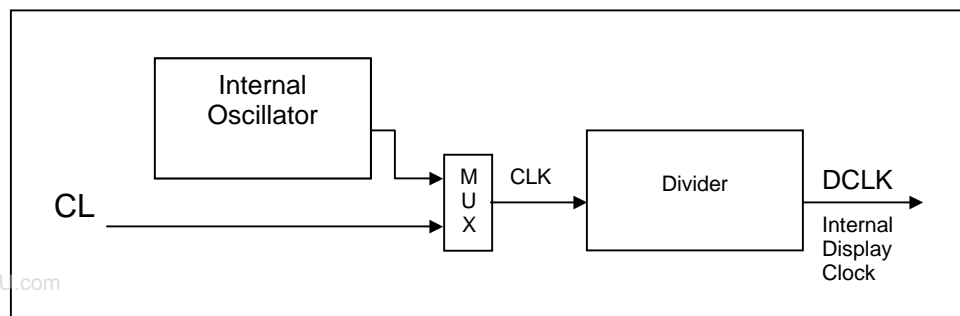 Internal
Oscillator
CL
M
U
X
CLK
Divider
DCLK
Internal
Display
Clock